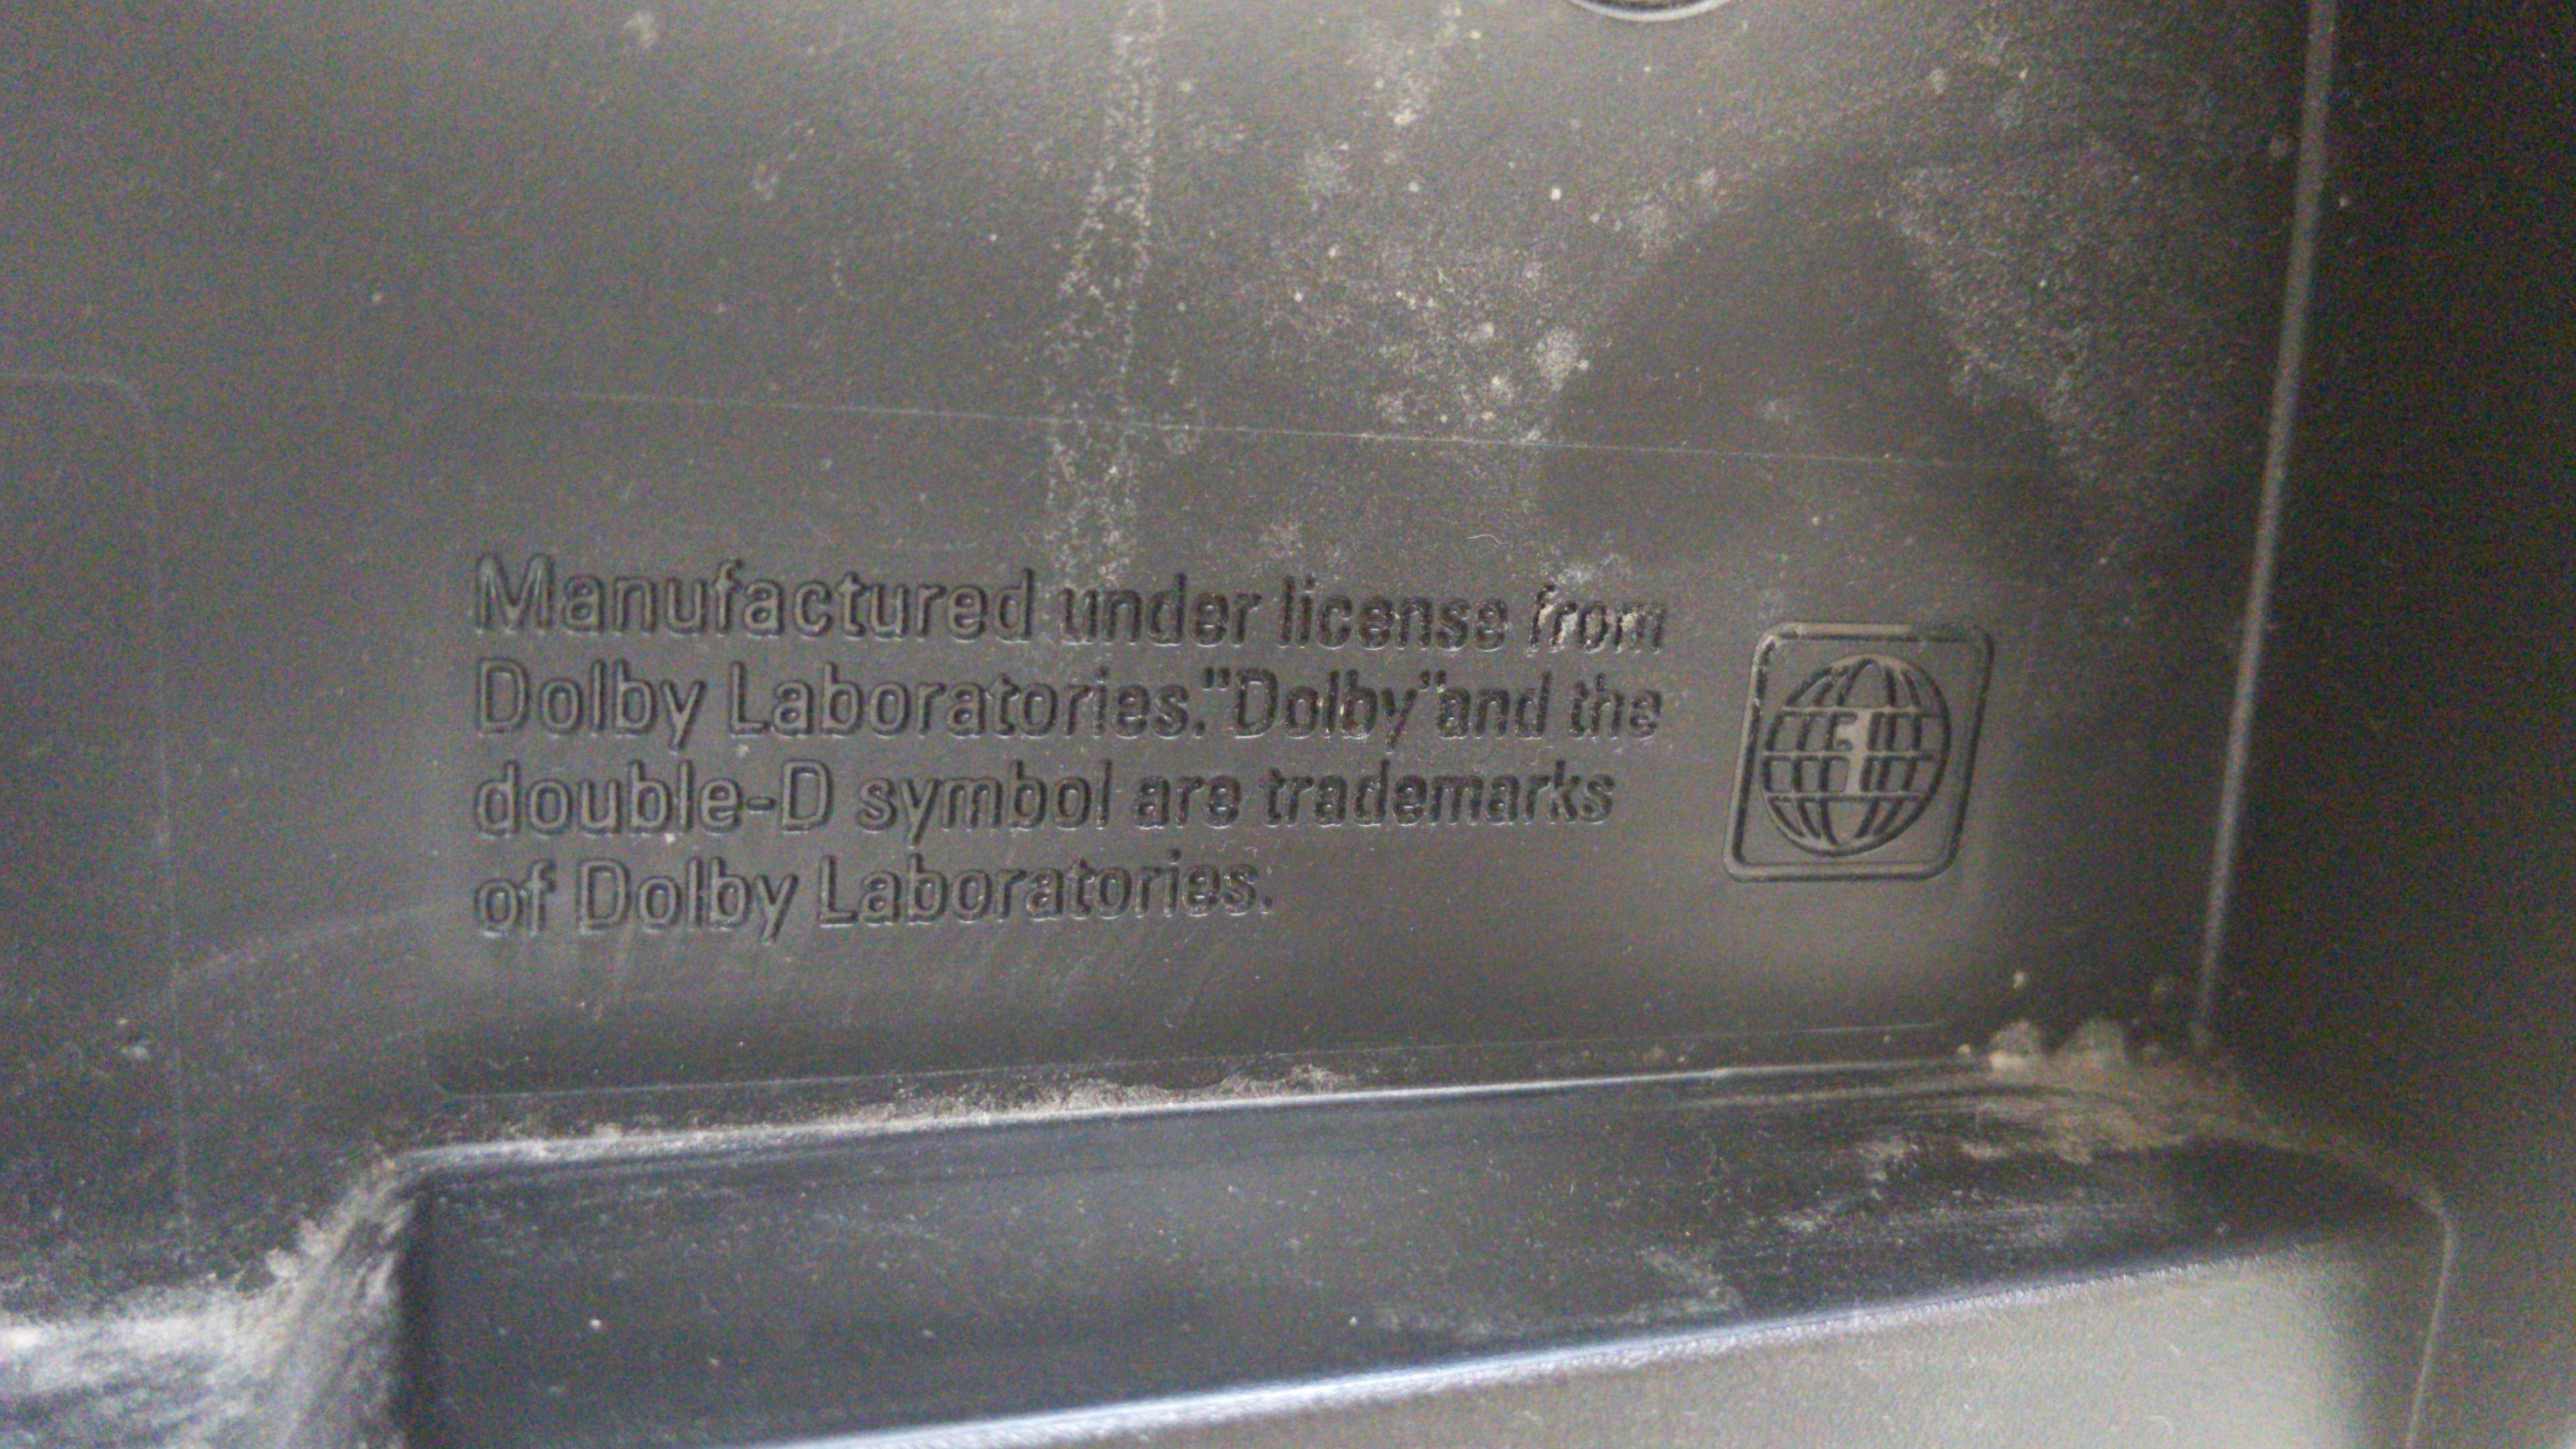 Manufactured under license from
Dolby Laboratories."Dolby"and the
double-D symbol are trademarks
of Dolby Laboratories.